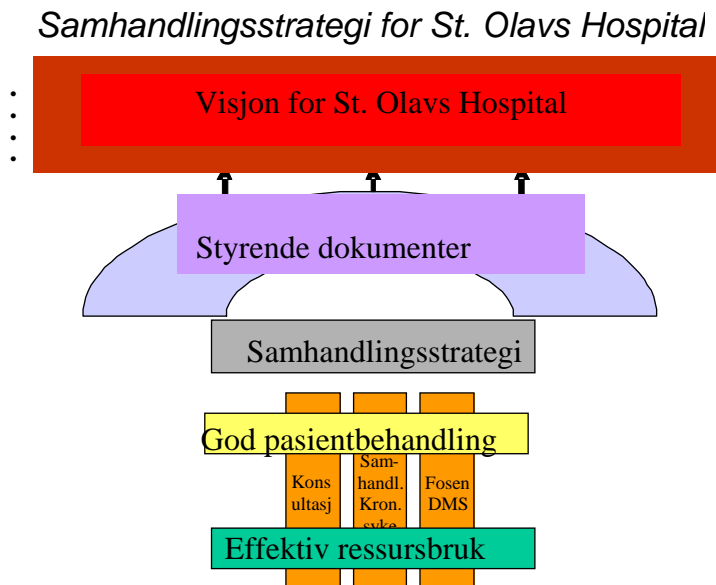 Samhandlingsstrategi for St. Olavs Hospital
Visjon for St. Olavs Hospital
Styrende dokumenter
Samhandlingsstrategi
God pasientbehandling
Kons
ultasj
Sam-
handl.
Kron.
syke
Fosen
DMS
Effektiv ressursbruk